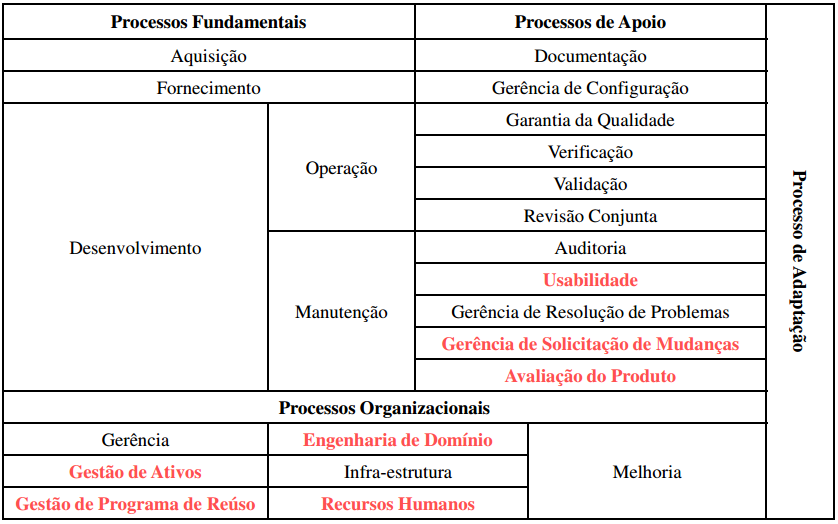 Processos Fundamentais
Processos de Apoio
Aquisição
Documentação
Fornecimento
Gerência de Configuração
Desenvolvimento
Operação
Garantia da Qualidade
Verificação
Validação
Revisão Conjunta
Manutenção
Auditoria
Usabilidade
Gerência de Resolução de Problemas
Gerência de Solicitação de Mudanças
Avaliação do Produto
Processos Organizacionais
Gerência
Engenharia de Domínio
Melhoria
Gestão de Ativos
Infra-estrutura
Gestão de Programa de Reúso
Recursos Humanos
Processo de Adaptação